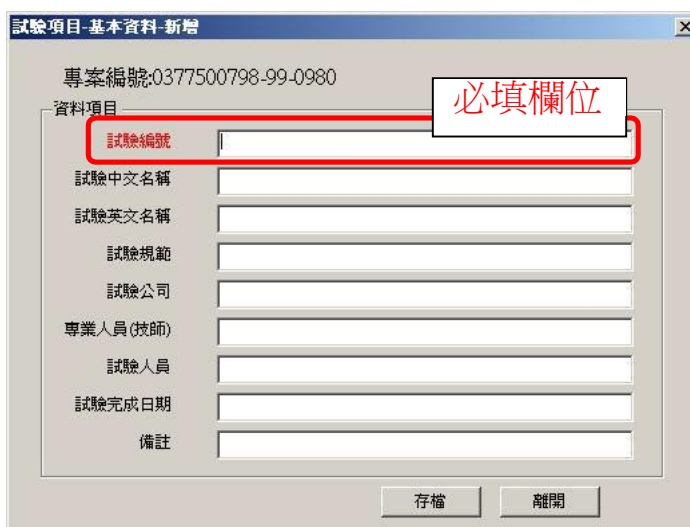 試驗項目-基本資料-新增
專案編號:0377500798-99-0980
必填欄位
資料項目
試驗編號
試驗中文名稱
試驗英文名稱
試驗規範
試驗公司
專業人員(技師)
試驗人員
試驗完成日期
備註
存檔 離開